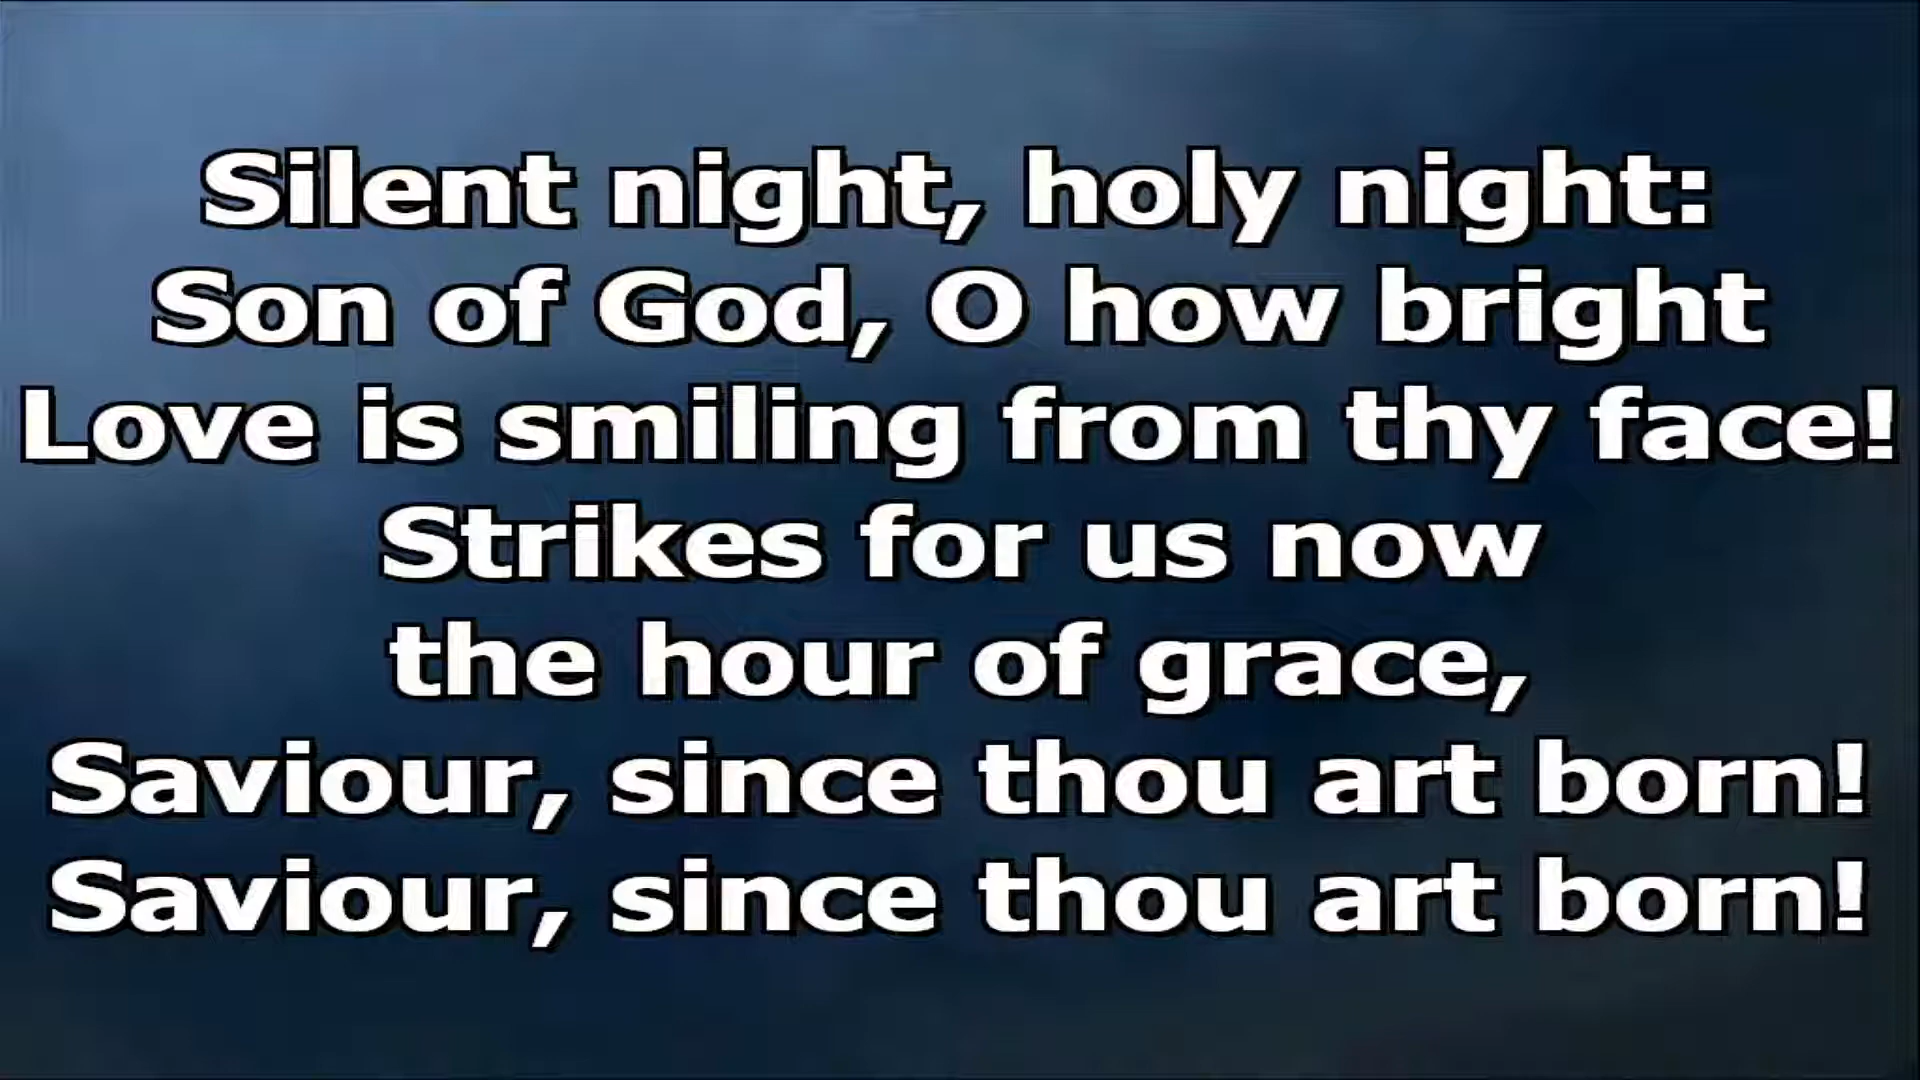 Silent night, holy night:
Son of God, O how bright
Love is smiling from thy face!
Strikes for us now
the hour of grace,
Saviour, since thou art born!
Saviour, since thou art born!